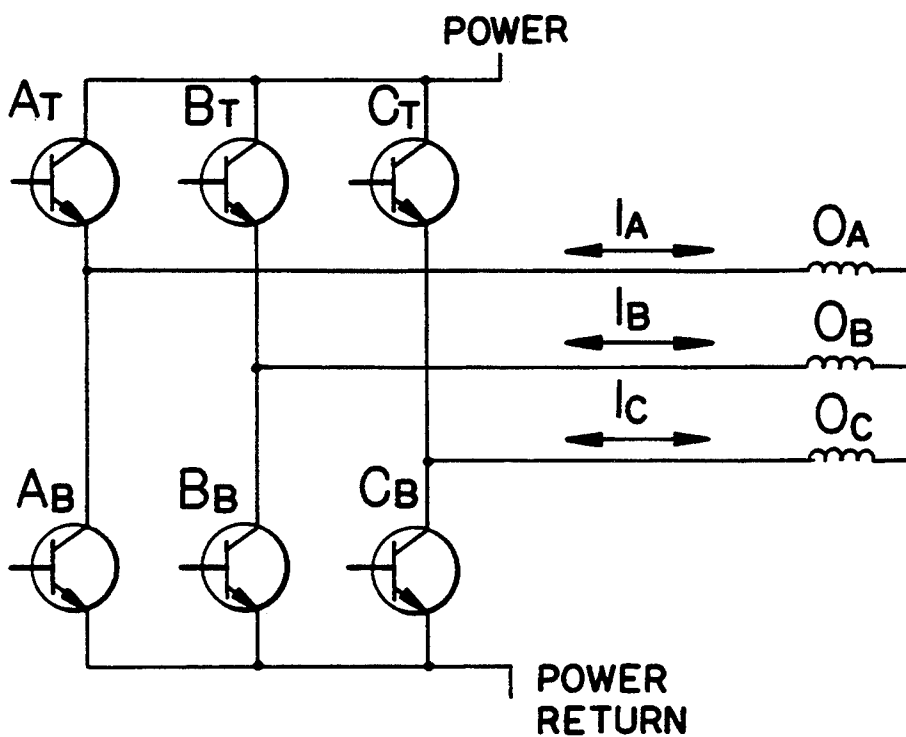 POWER
AT BT CT
IA OA
IB OB
IC OC
AB BB CB
POWER
RETURN